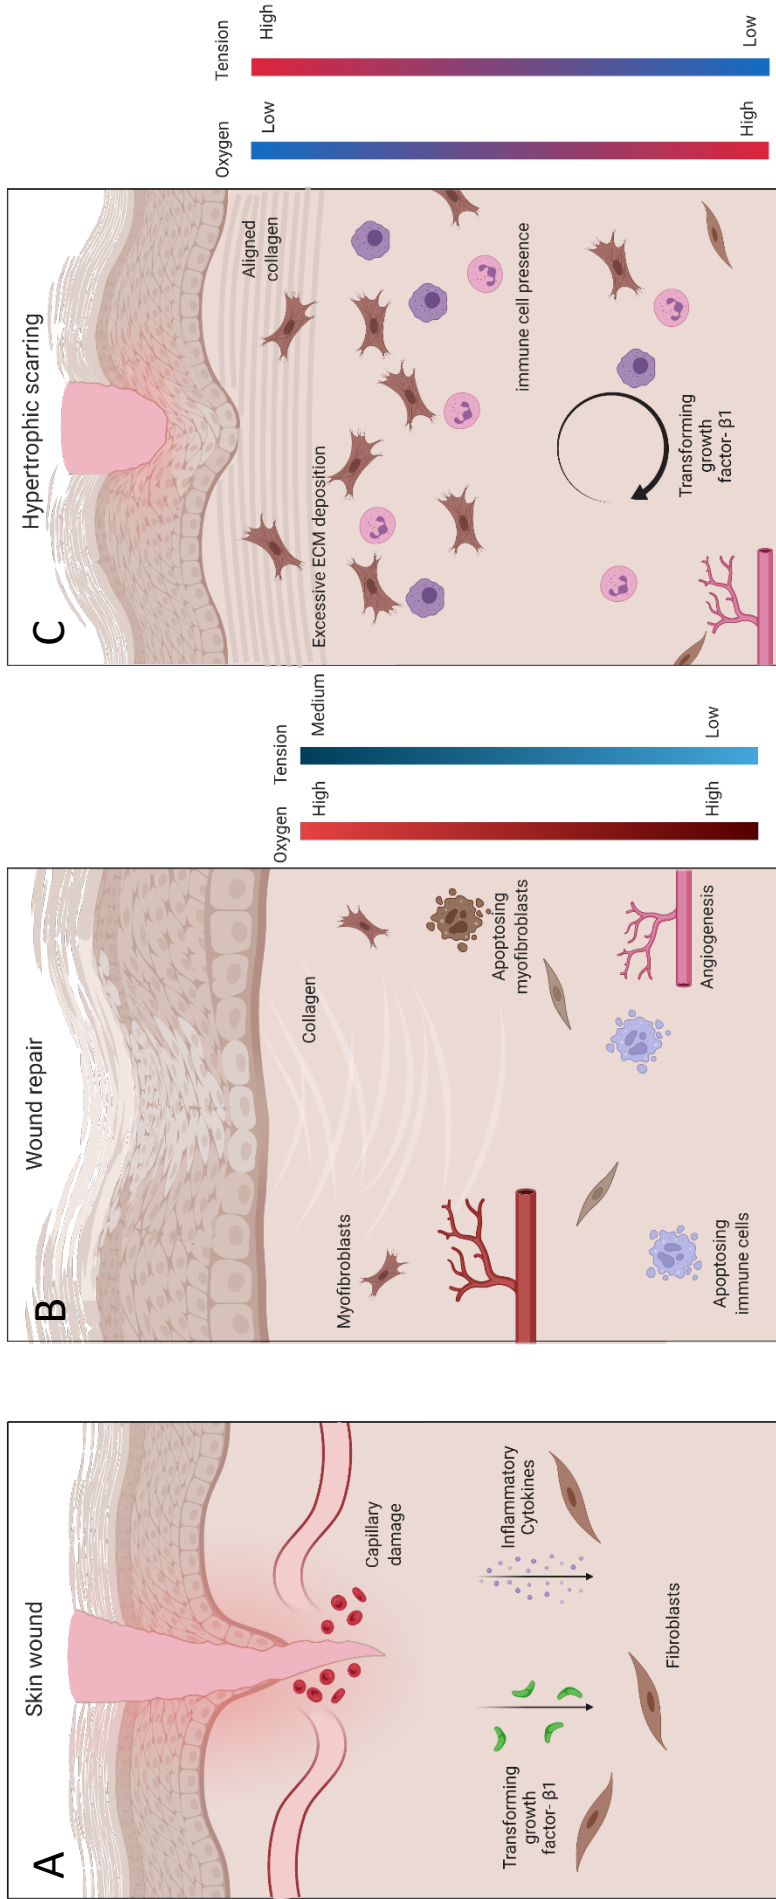 A
Skin wound
Capillary
damage
Transforming
growth
factor- β1
Inflammatory
Cytokines
Fibroblasts
B
Wound repair
Myofibroblasts
Collagen
Apoptosing
myofibroblasts
Apoptosing
immune cells
Angiogenesis
Oxygen
High
High
Tension
Medium
Low
C
Hypertrophic scarring
Aligned
collagen
Excessive ECM deposition
immune cell presence
Transforming
growth
factor- β1
Oxygen
Low
High
Tension
High
Low